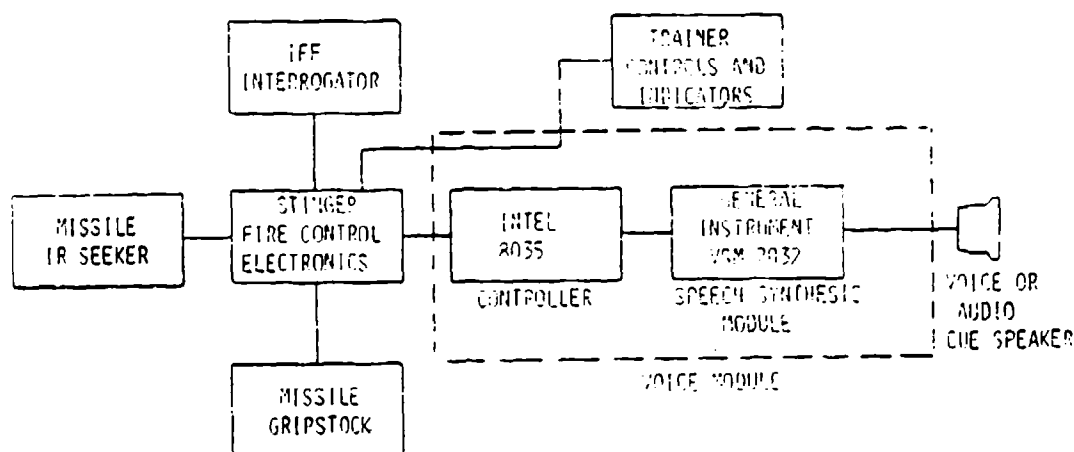 IFF
INTERROGATOR
TRAINER
CONTROLS AND
INDICATORS
MISSILE
IR SEEKER
STINGER
FIRE CONTROL
ELECTRONICS
INTEL
8035
CONTROLLER
GENERAL
INSTRUMENT
SPEECH SYNTHESIC
MODULE
VOICE OR
AUDIO
CUE SPEAKER
VOICE MODULE
MISSILE
GRIPSTOCK